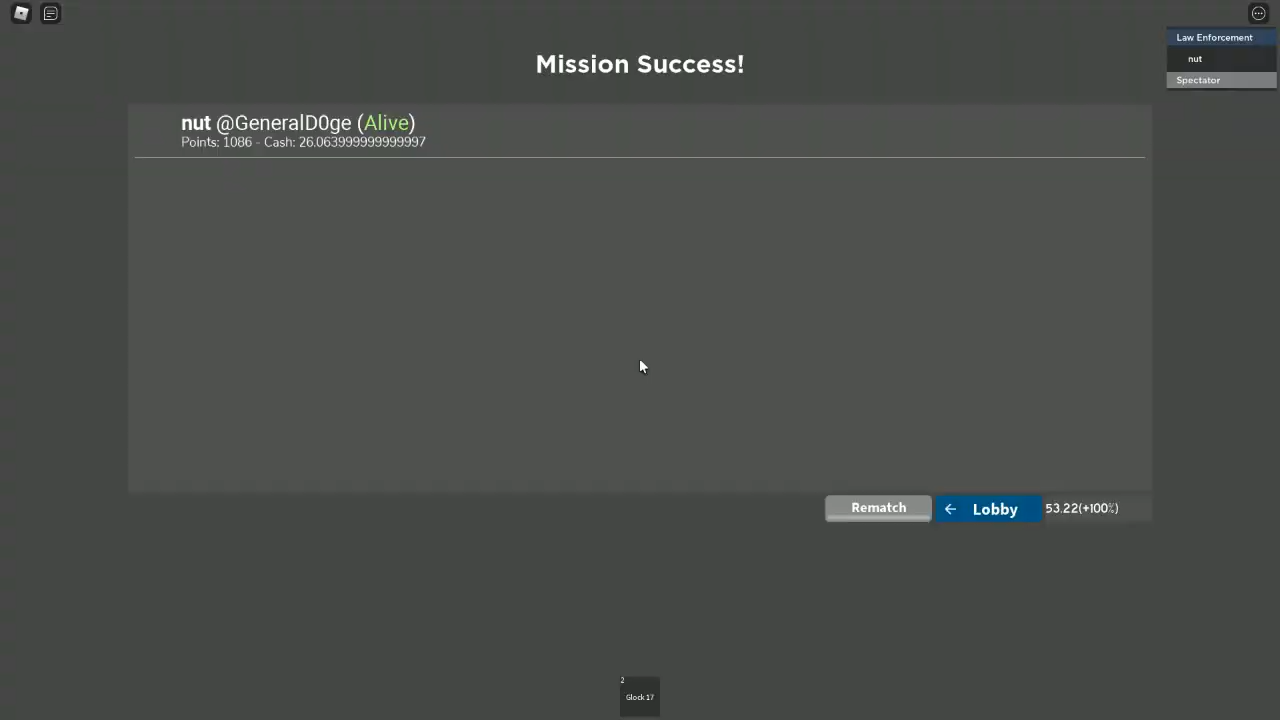 Law Enforcement
nut
Spectator
Mission Success!
nut @GeneralD0ge (Alive)
Points: 1086 - Cash: 26.063999999999997
Rematch
← Lobby
53.22(+100%)
2
Glock 17